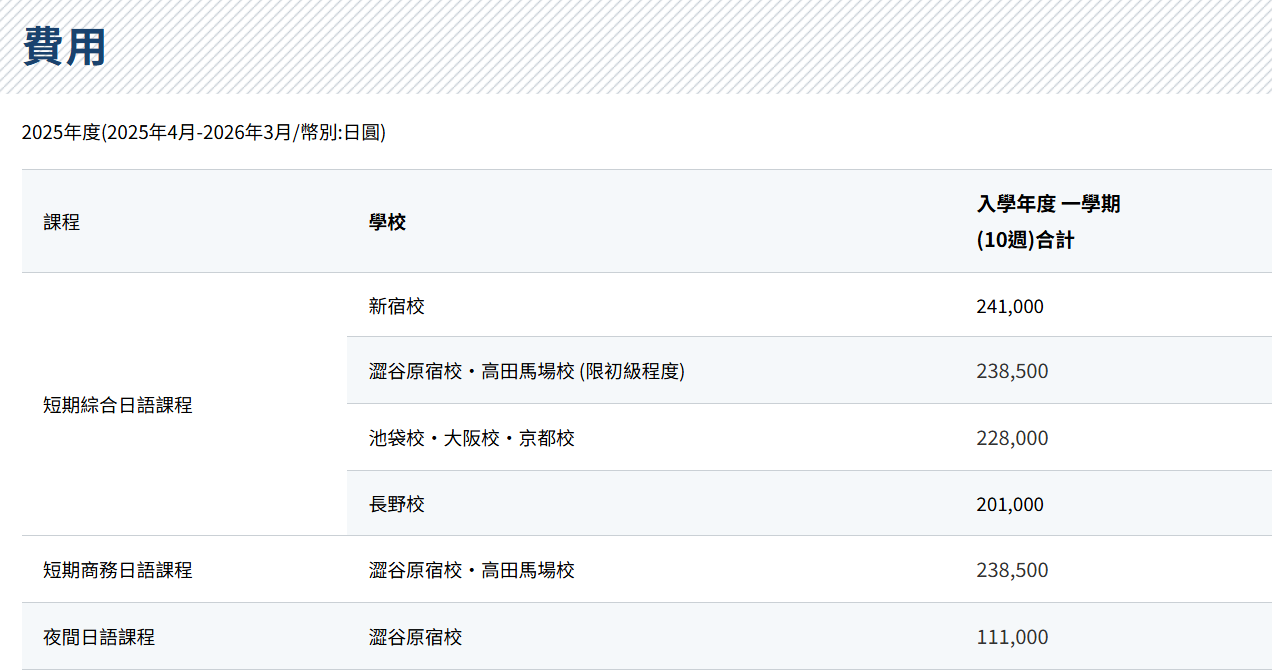 費用
2025年度(2025年4月-2026年3月/幣別:日圓)
課程
學校
入學年度 一學期
(10週)合計
短期綜合日語課程
新宿校
241,000
澀谷原宿校・高田馬場校 (限初級程度)
238,500
池袋校・大阪校・京都校
228,000
長野校
201,000
短期商務日語課程
澀谷原宿校・高田馬場校
238,500
夜間日語課程
澀谷原宿校
111,000